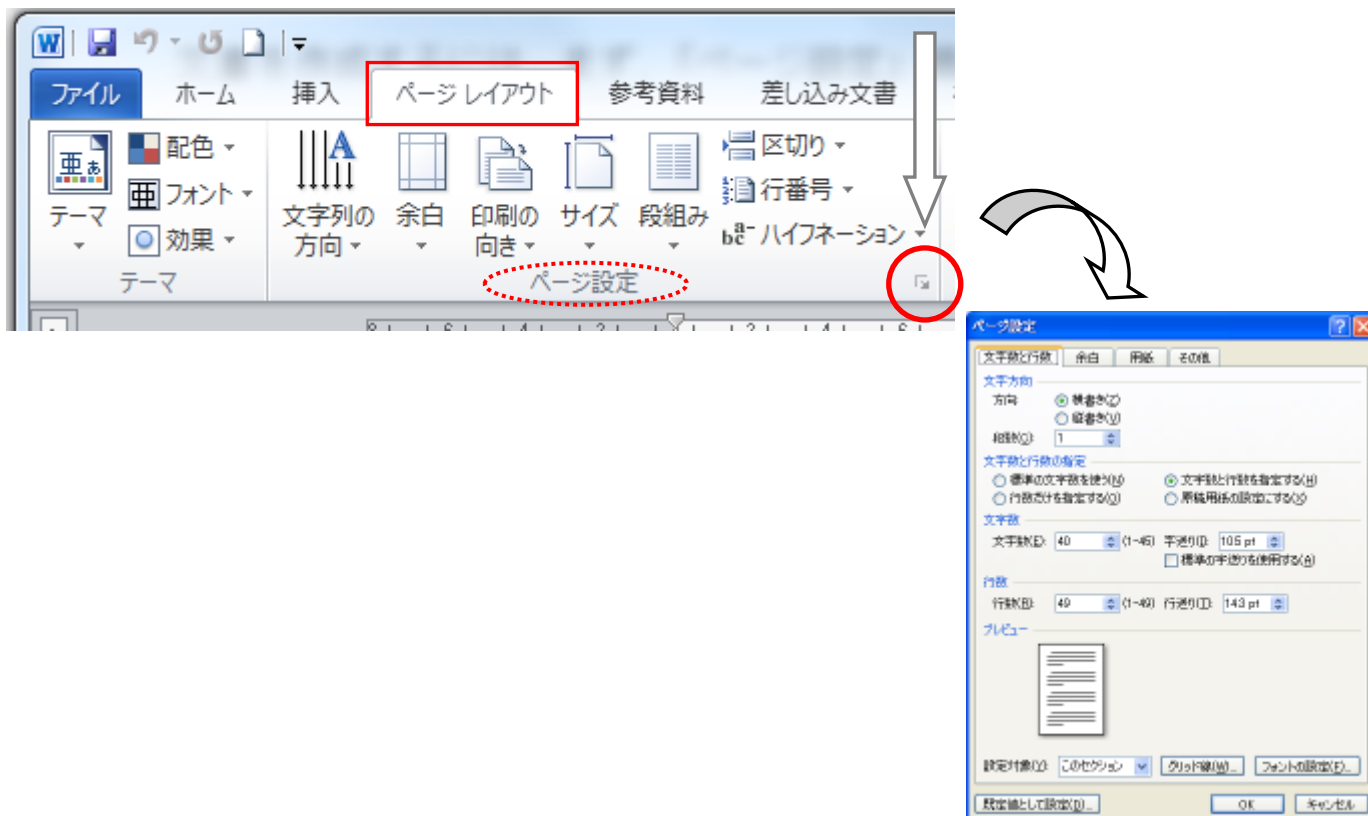 ファイル ホーム 挿入 ページ レイアウト 参考資料 差し込み文書
亜あ
テーマ
配色
フォント
効果
テーマ
文字列の方向
余白
印刷の向き
サイズ
段組み
区切り
行番号
ハイフネーション
ページ設定
8 6 4 2 2 4 6
ページ設定
文字数と行数 余白 用紙 その他
文字方向
方向: 横書き(Z)
縦書き(V)
段数(C): 1
文字数と行数の指定
標準の文字数を使う(N) 文字数と行数を指定する(H)
行数だけを指定する(O) 原稿用紙の設定にする(X)
文字数
文字数(E): 40 (1-45) 字送り(I): 10.5 pt
標準の字送りを使用する(A)
行数
行数(R): 49 (1-49) 行送り(T): 14.3 pt
プレビュー
設定対象(Y): このセクション グリッド線(W)... フォントの設定(F)...
既定値として設定(D)... OK キャンセル